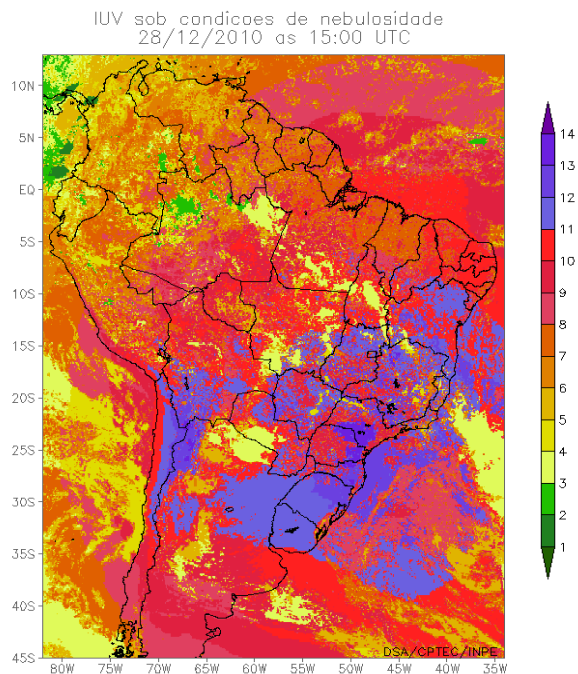 IUV sob condicoes de nebulosidade
28/12/2010 as 15:00 UTC
10N
5N
EQ
5S
10S
15S
20S
25S
30S
35S
40S
45S
80W 75W 70W 65W 60W 55W 50W 45W 40W 35W
DSA/CPTEC/INPE
14
13
12
11
10
9
8
7
6
5
4
3
2
1